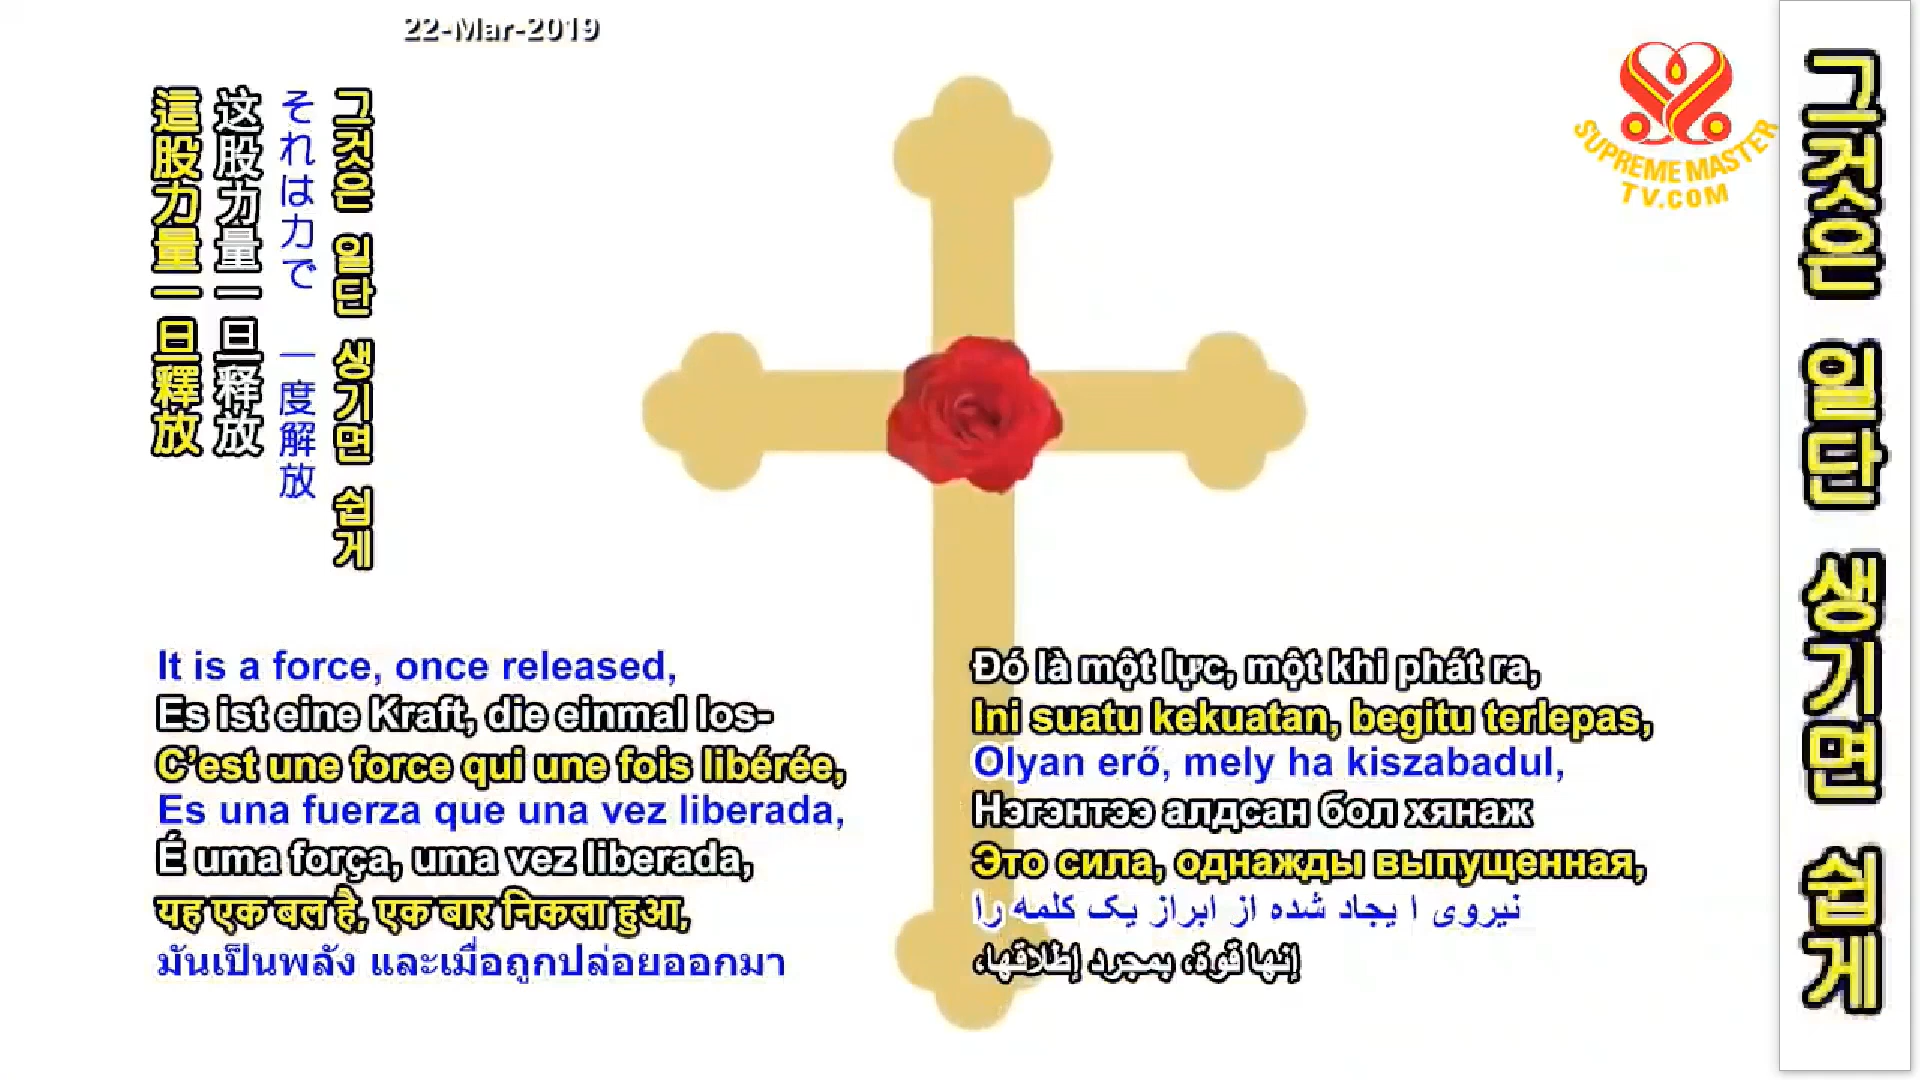 22-Mar-2019
SUPREME MASTER
TV.COM
그것은 일단 생기면 쉽게
그것은 일단 생기면 쉽게
それは力で 一度解放
这股力量一旦释放
這股力量一旦釋放
It is a force, once released,
Es ist eine Kraft, die einmal los-
C’est une force qui une fois libérée,
Es una fuerza que una vez liberada,
É uma força, uma vez liberada,
यह एक बल है, एक बार निकला हुआ,
มันเป็นพลัง และเมื่อถูกปล่อยออกมา
Đó là một lực, một khi phát ra,
Ini suatu kekuatan, begitu terlepas,
Olyan erő, mely ha kiszabadul,
Нэгэнтээ алдсан бол хянаж
Это сила, однажды выпущенная,
نیروی ا یجاد شده از ابراز یک کلمه را
إنها قوة، بمجرد إطلاقها،